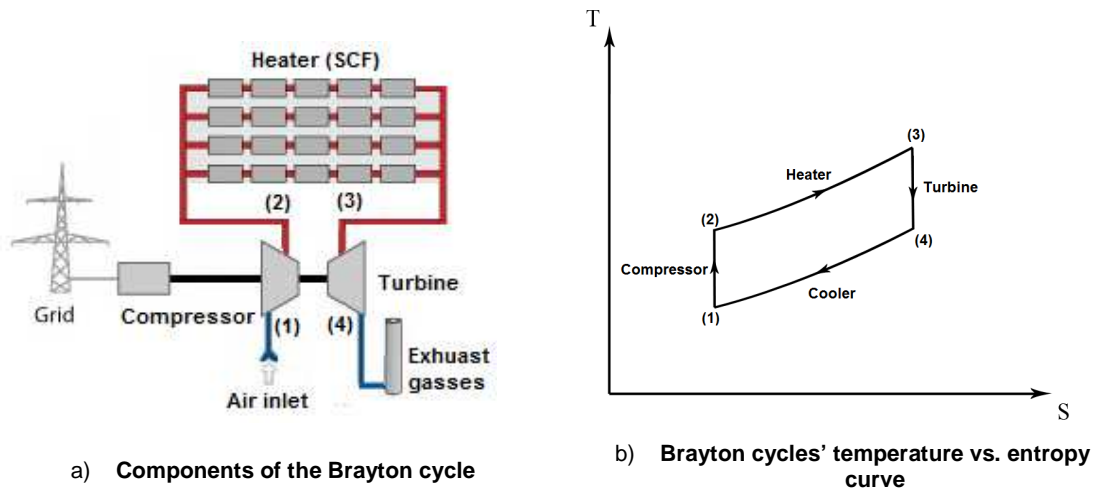 Heater (SCF)
(2)
(3)
Turbine
Grid
Compressor
(1)
(4)
Exhuast
gasses
Air inlet
a) Components of the Brayton cycle
T
(3)
Heater
Turbine
(2)
(4)
Compressor
Cooler
(1)
S
b) Brayton cycles’ temperature vs. entropy
curve